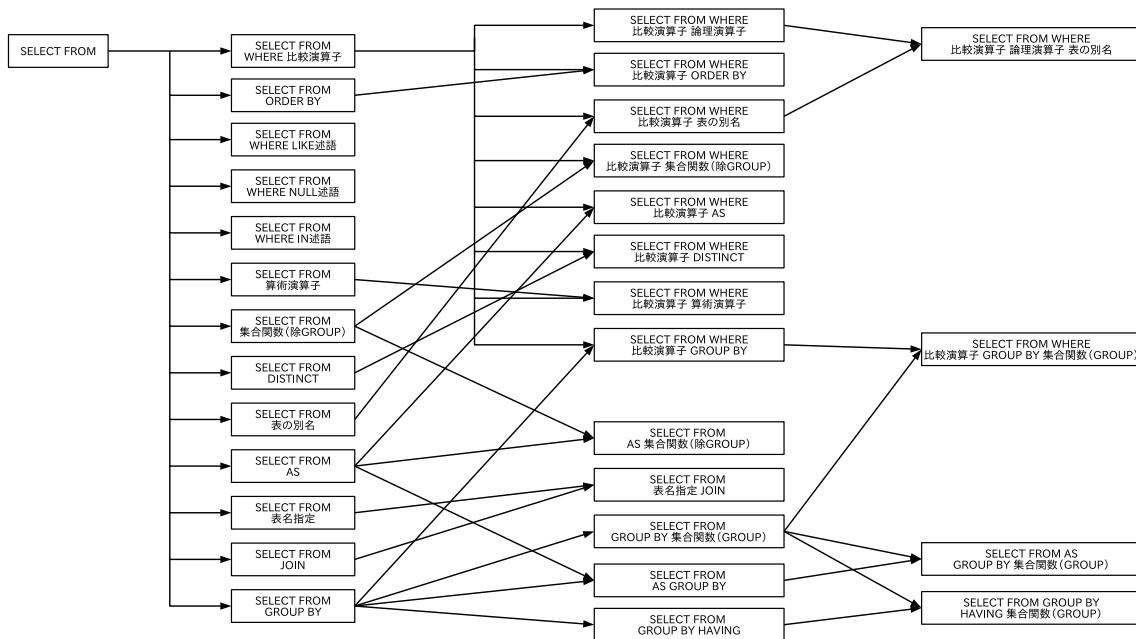 SELECT FROM
SELECT FROM
WHERE 比較演算子
SELECT FROM
ORDER BY
SELECT FROM
WHERE LIKE述語
SELECT FROM
WHERE NULL述語
SELECT FROM
WHERE IN述語
SELECT FROM
算術演算子
SELECT FROM
集合関数(除GROUP)
SELECT FROM
DISTINCT
SELECT FROM
表の別名
SELECT FROM
AS
SELECT FROM
表名指定
SELECT FROM
JOIN
SELECT FROM
GROUP BY
SELECT FROM WHERE
比較演算子 論理演算子
SELECT FROM WHERE
比較演算子 ORDER BY
SELECT FROM WHERE
比較演算子 表の別名
SELECT FROM WHERE
比較演算子 集合関数(除GROUP)
SELECT FROM WHERE
比較演算子 AS
SELECT FROM WHERE
比較演算子 DISTINCT
SELECT FROM WHERE
比較演算子 算術演算子
SELECT FROM WHERE
比較演算子 GROUP BY
SELECT FROM
AS 集合関数(除GROUP)
SELECT FROM
表名指定 JOIN
SELECT FROM
GROUP BY 集合関数(GROUP)
SELECT FROM
AS GROUP BY
SELECT FROM
GROUP BY HAVING
SELECT FROM WHERE
比較演算子 論理演算子 表の別名
SELECT FROM WHERE
比較演算子 GROUP BY 集合関数(GROUP)
SELECT FROM AS
GROUP BY 集合関数(GROUP)
SELECT FROM GROUP BY
HAVING 集合関数(GROUP)